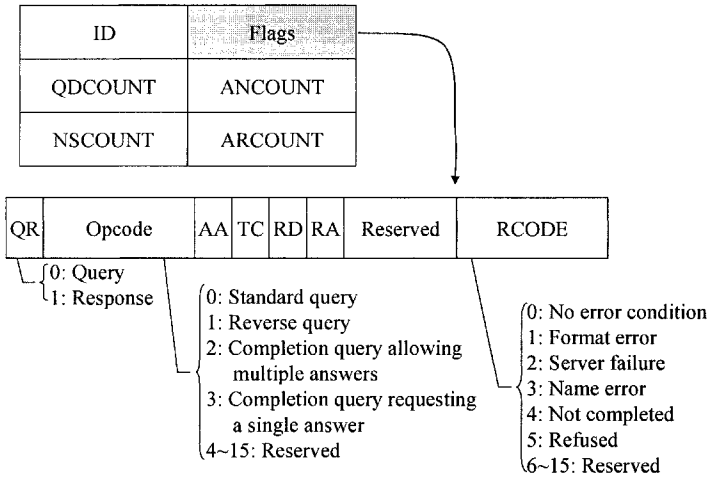 ID Flags
QDCOUNT ANCOUNT
NSCOUNT ARCOUNT
QR Opcode AA TC RD RA Reserved RCODE
0: Query
1: Response
0: Standard query
1: Reverse query
2: Completion query allowing
multiple answers
3: Completion query requesting
a single answer
4~15: Reserved
0: No error condition
1: Format error
2: Server failure
3: Name error
4: Not completed
5: Refused
6~15: Reserved